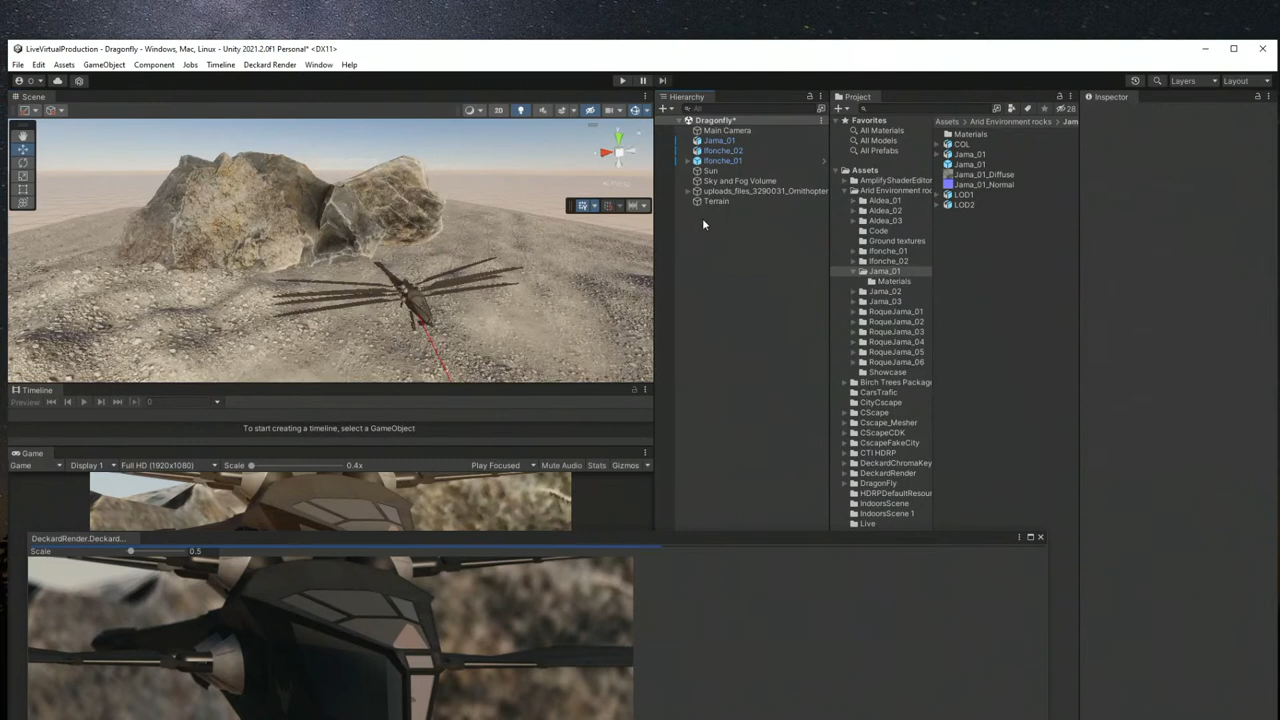 LiveVirtualProduction - Dragonfly - Windows, Mac, Linux - Unity 2021.2.0f1 Personal* <DX11>
File Edit Assets GameObject Component Jobs Timeline Deckard Render Window Help
O
Layers
Layout
Scene
2D
Persp
Timeline
Preview
0
To start creating a timeline, select a GameObject
Game
Game Display 1 Full HD (1920x1080) Scale 0.4x Play Focused Mute Audio Stats Gizmos
DeckardRender.Deckard...
Scale 0.5
Hierarchy
All
Dragonfly*
Main Camera
Jama_01
Ifonche_02
Ifonche_01
Sun
Sky and Fog Volume
uploads_files_3290031_Ornithopter
Terrain
Project
28
Favorites
All Materials
All Models
All Prefabs
Assets
AmplifyShaderEditor
Arid Environment roc
Aldea_01
Aldea_02
Aldea_03
Code
Ground textures
Ifonche_01
Ifonche_02
Jama_01
Materials
Jama_02
Jama_03
RoqueJama_01
RoqueJama_02
RoqueJama_03
RoqueJama_04
RoqueJama_05
RoqueJama_06
Showcase
Birch Trees Package
CarsTrafic
CityCscape
CScape
Cscape_Mesher
CScapeCDK
CscapeFakeCity
CTI HDRP
DeckardChromaKey
DeckardRender
DragonFly
HDRPDefaultResour
IndoorsScene
IndoorsScene 1
Live
Assets Arid Environment rocks Jam
Materials
COL
Jama_01
Jama_01
Jama_01_Diffuse
Jama_01_Normal
LOD1
LOD2
Inspector